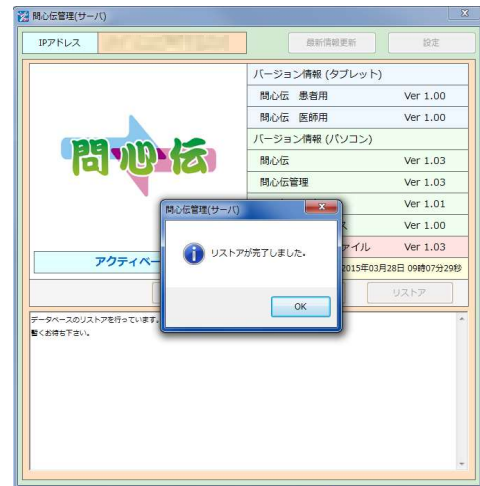 問心伝管理(サーバ)
IPアドレス
最新情報更新
設定
問心伝
バージョン情報 (タブレット)
問心伝 患者用 Ver 1.00
問心伝 医師用 Ver 1.00
バージョン情報 (パソコン)
問心伝 Ver 1.03
問心伝管理 Ver 1.03
Ver 1.01
ス Ver 1.00
ァイル Ver 1.03
アクティベー
2015年03月28日 09時07分29秒
リストア
問心伝管理(サーバ)
リストアが完了しました。
OK
データベースのリストアを行っています。
暫くお待ち下さい。